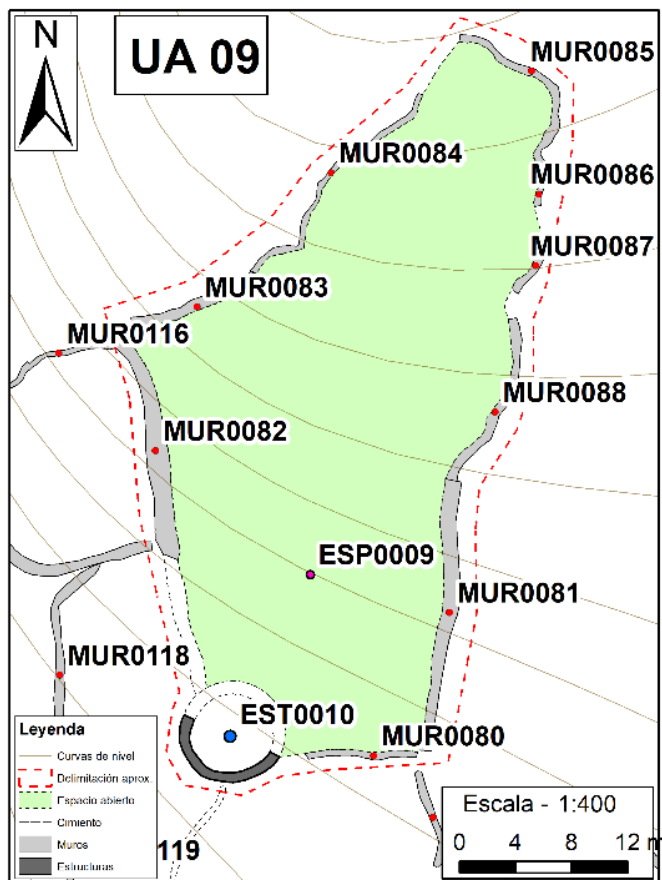 N
UA 09
MUR0085
MUR0084
MUR0086
MUR0087
MUR0083
MUR0116
MUR0088
MUR0082
ESP0009
MUR0081
MUR0118
EST0010
MUR0080
Leyenda
Curvas de nivel
Delimitación aprox.
Espacio abierto
Cimiento
Muros
Estructuras
119
Escala - 1:400
0 4 8 12 m